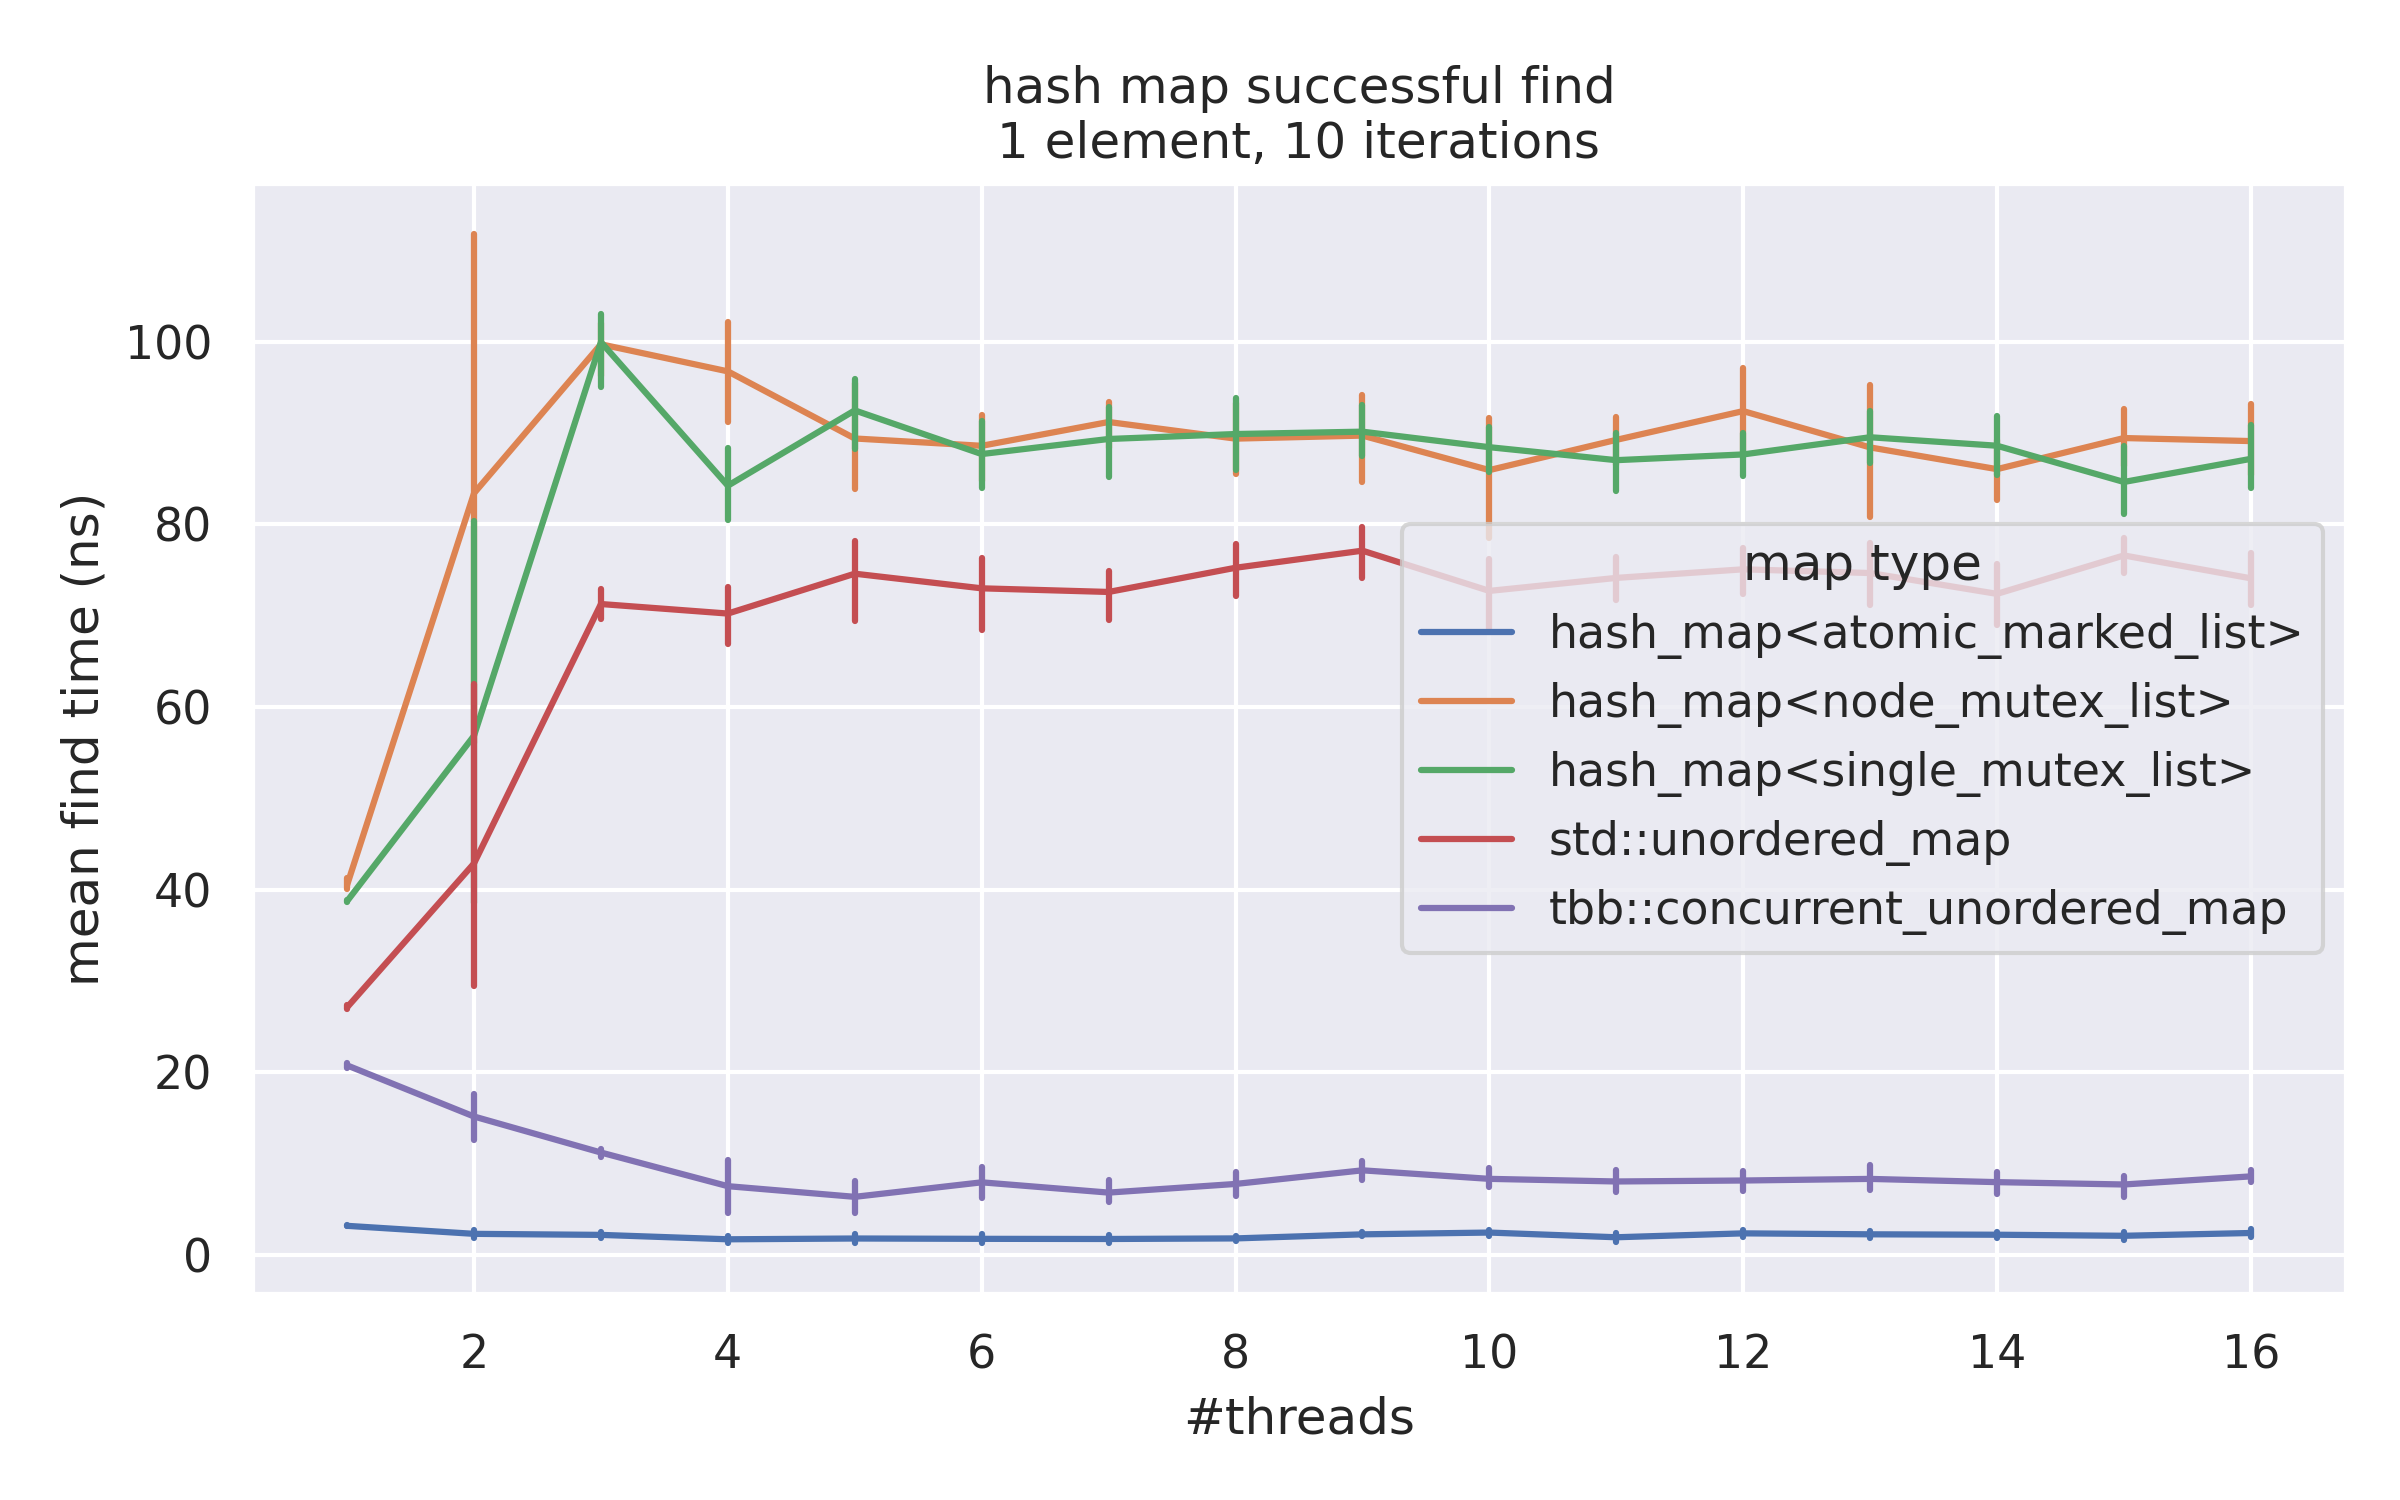 hash map successful find
1 element, 10 iterations
mean find time (ns)
100
80
60
40
20
0
map type
hash_map<atomic_marked_list>
hash_map<node_mutex_list>
hash_map<single_mutex_list>
std::unordered_map
tbb::concurrent_unordered_map
2 4 6 8 10 12 14 16
#threads